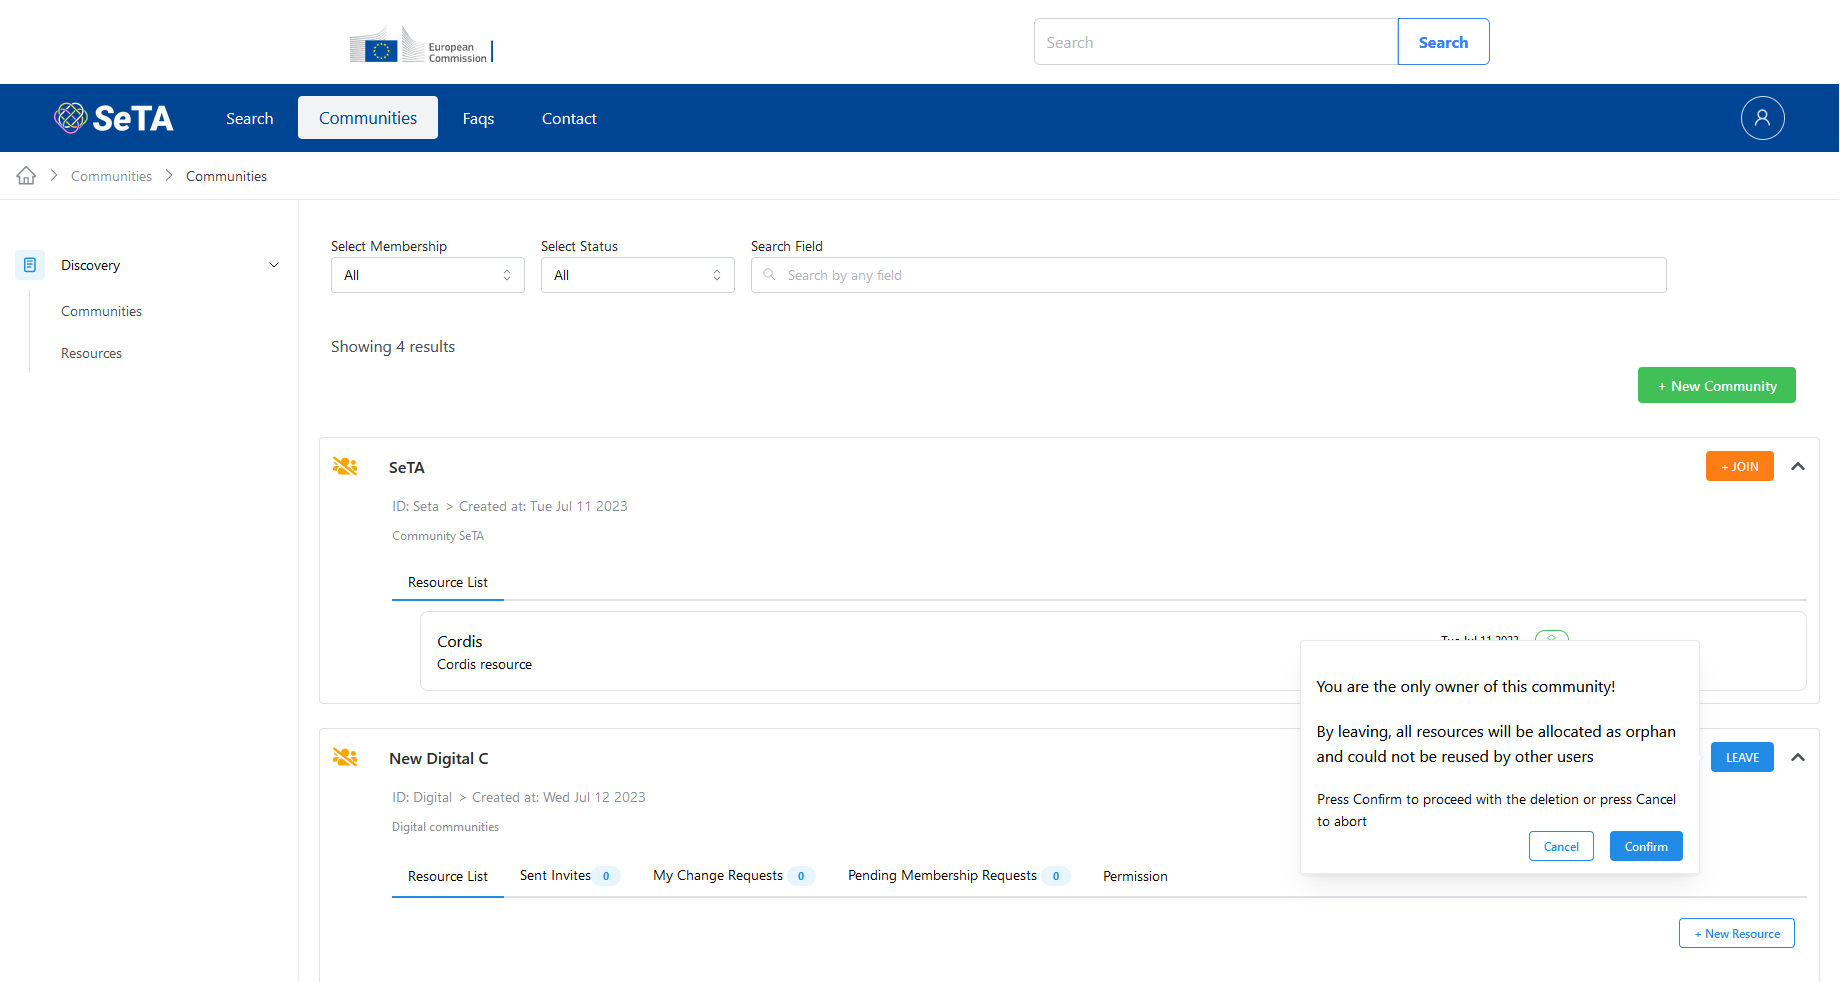 European
Commission
Search
Search
SeTA
Search
Communities
Faqs
Contact
Communities
Communities
Discovery
Communities
Resources
Select Membership
All
Select Status
All
Search Field
Search by any field
Showing 4 results
+ New Community
SeTA
+ JOIN
ID: Seta > Created at: Tue Jul 11 2023
Community SeTA
Resource List
Cordis
Tue Jul 11 2023
Cordis resource
You are the only owner of this community!
By leaving, all resources will be allocated as orphan
and could not be reused by other users
Press Confirm to proceed with the deletion or press Cancel
to abort
Cancel
Confirm
New Digital C
LEAVE
ID: Digital > Created at: Wed Jul 12 2023
Digital communities
Resource List
Sent Invites 0
My Change Requests 0
Pending Membership Requests 0
Permission
+ New Resource